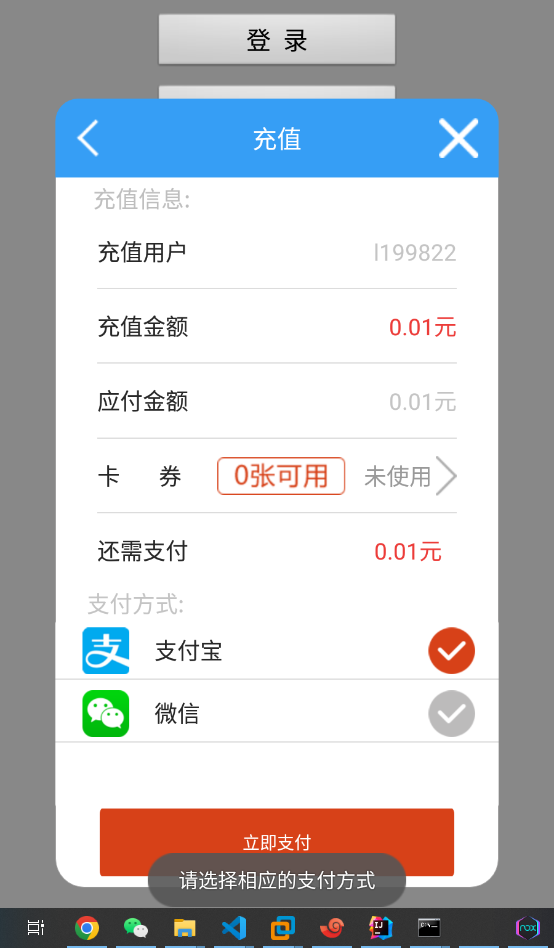 登 录
充值
充值信息:
充值用户 l199822
充值金额 0.01元
应付金额 0.01元
卡 券 0张可用 未使用
还需支付 0.01元
支付方式:
支 支付宝
微信
立即支付
请选择相应的支付方式
IJ
nox